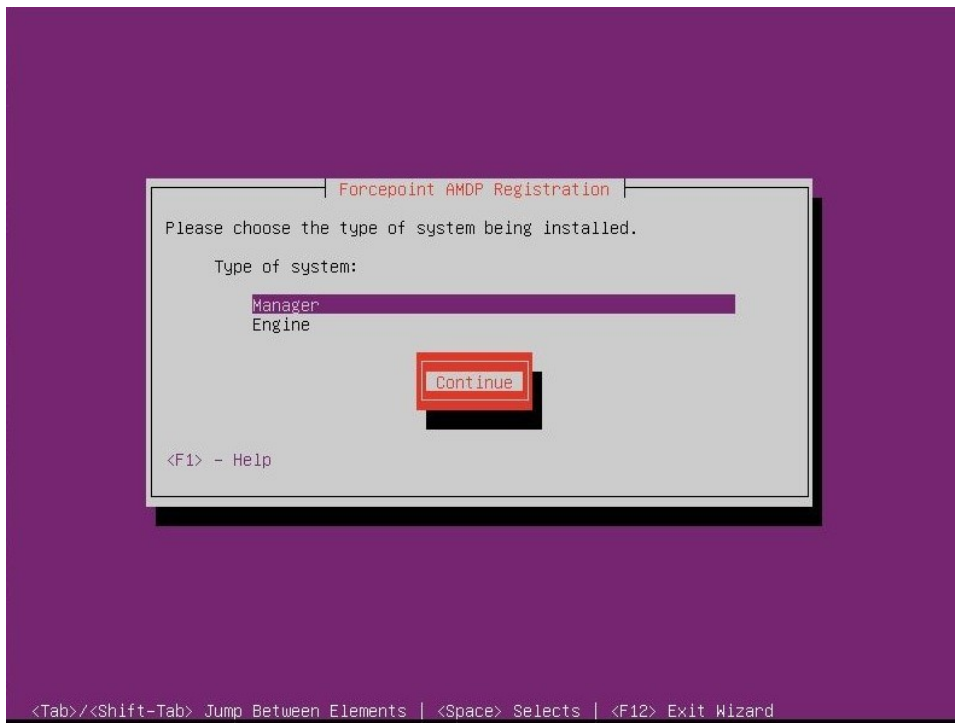 Forcepoint AMDP Registration
Please choose the type of system being installed.
Type of system:
Manager
Engine
Continue
<F1> - Help
<Tab>/<Shift-Tab> Jump Between Elements | <Space> Selects | <F12> Exit Wizard